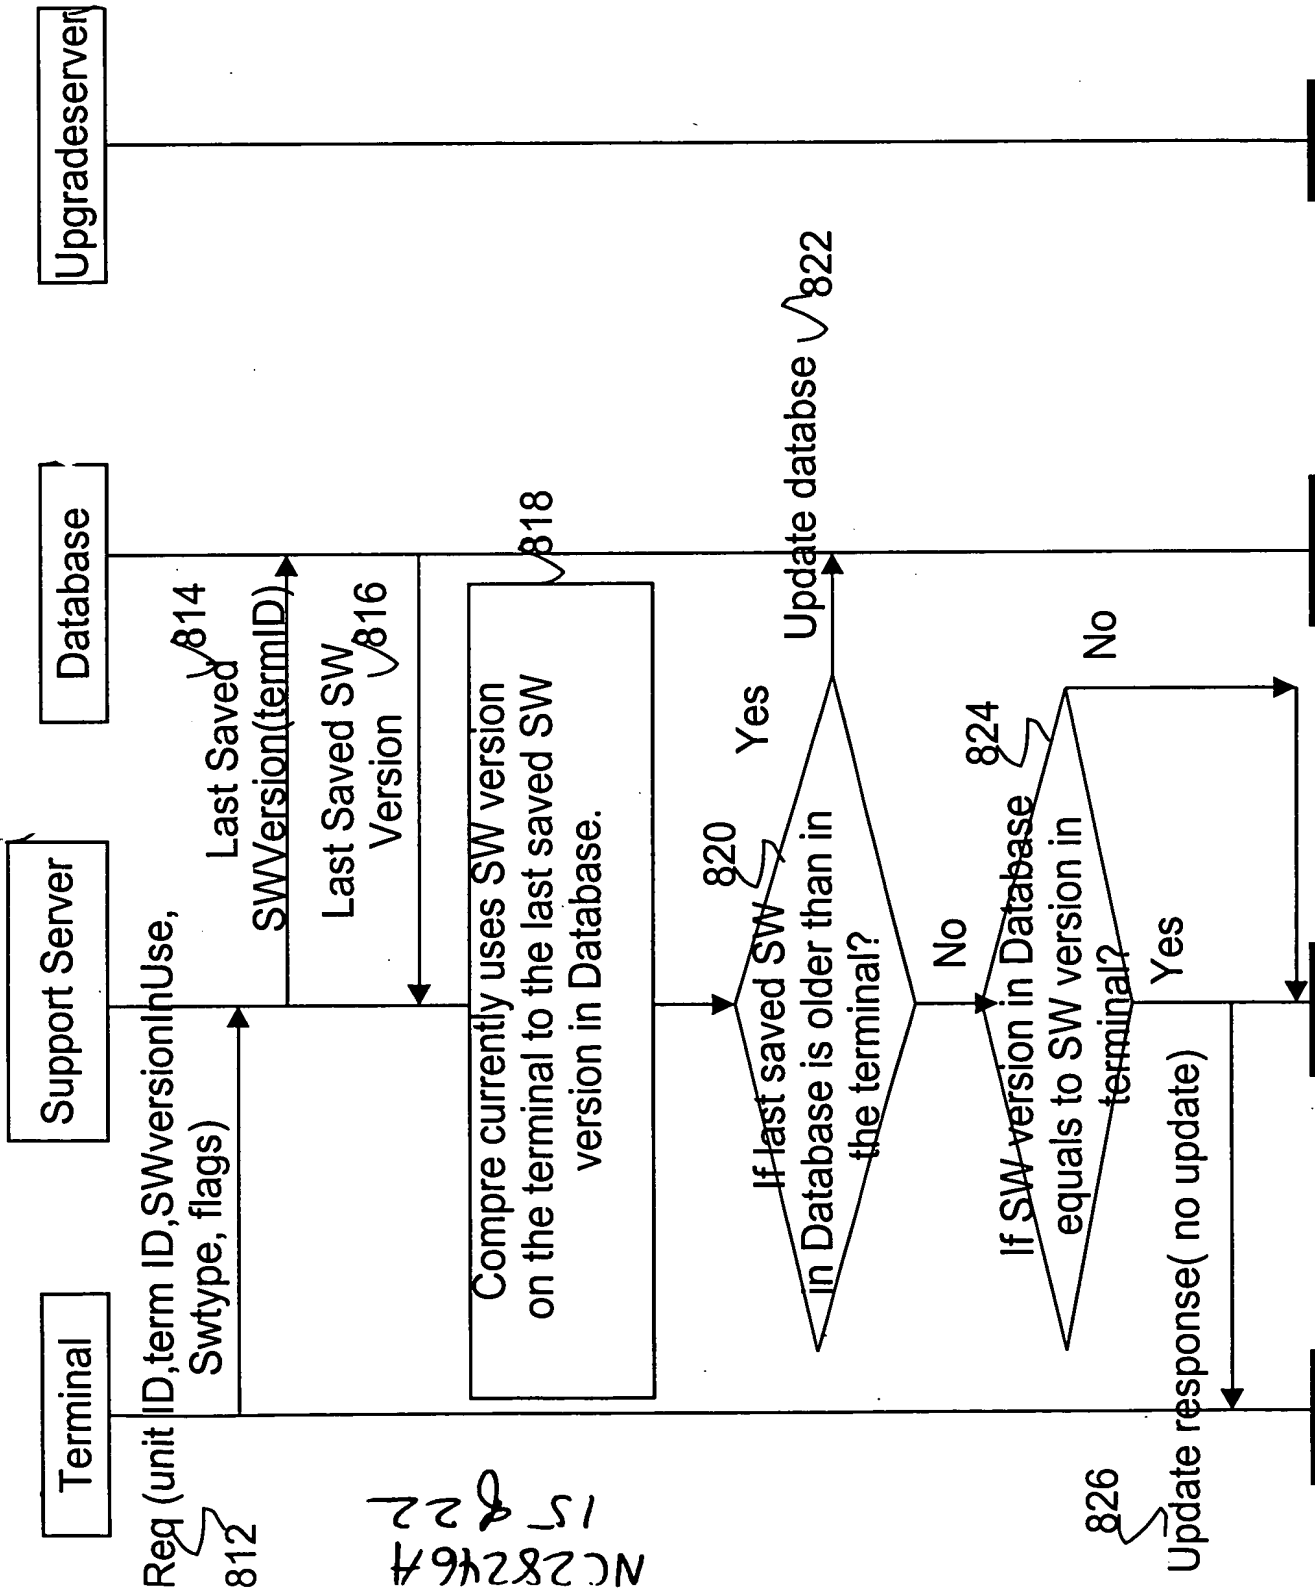 Terminal
Support Server
Database
Upgradeserver
Req (unit ID,term ID,SWversionInUse,
Swtype, flags)
812
Last Saved
SWVersion(termID)
814
Last Saved SW
Version
816
Compre currently uses SW version
on the terminal to the last saved SW
version in Database.
818
If last saved SW
in Database is older than in
the terminal?
820
Yes
Update databse
822
No
If SW version in Database
equals to SW version in
terminal?
824
No
Yes
826
Update response( no update)
NC28246A
15 822